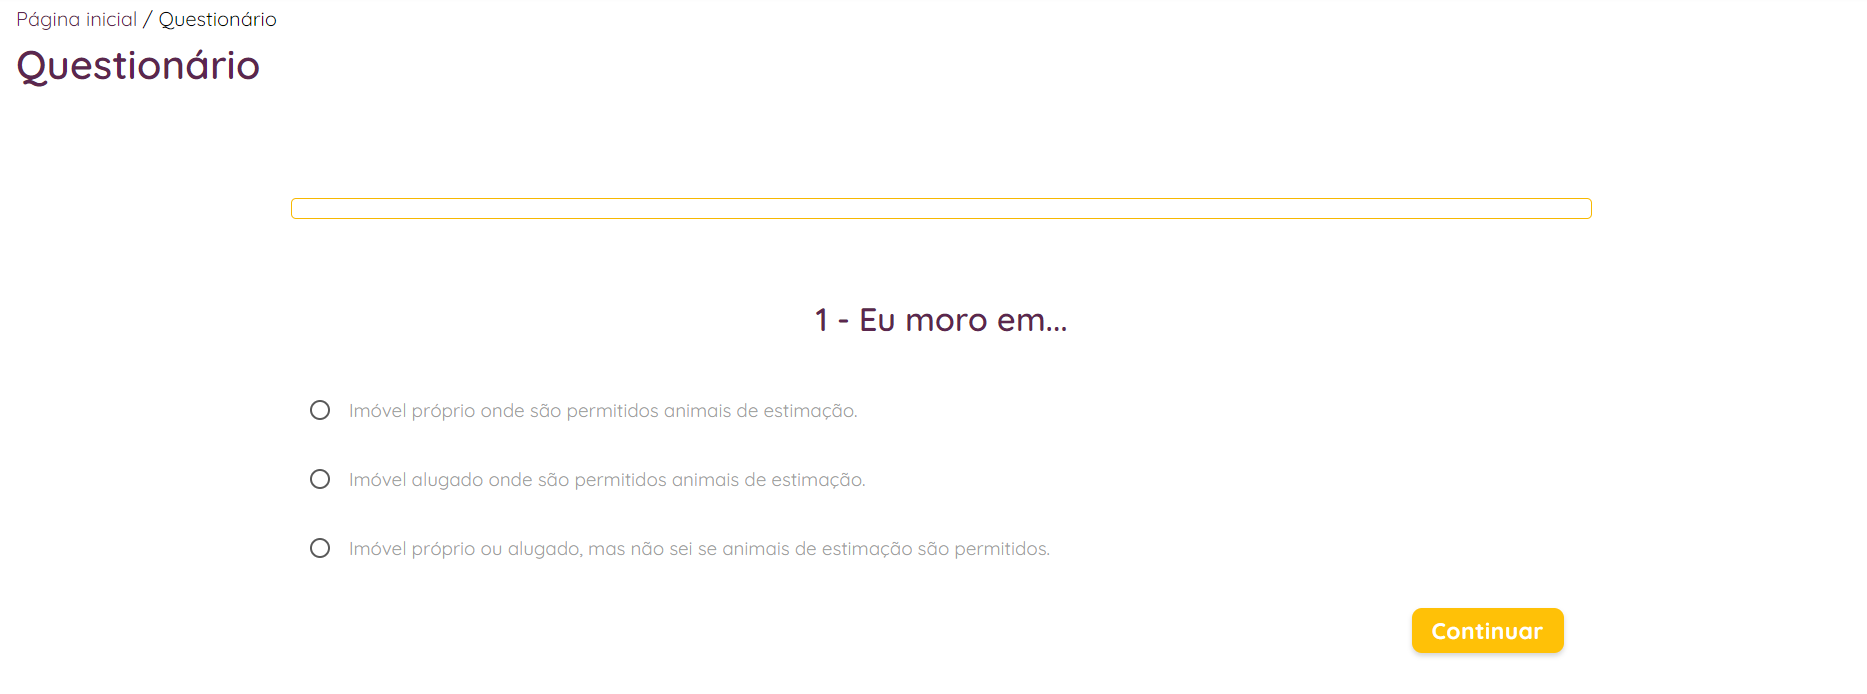 Página inicial / Questionário
Questionário
1 - Eu moro em...
Imóvel próprio onde são permitidos animais de estimação.
Imóvel alugado onde são permitidos animais de estimação.
Imóvel próprio ou alugado, mas não sei se animais de estimação são permitidos.
Continuar